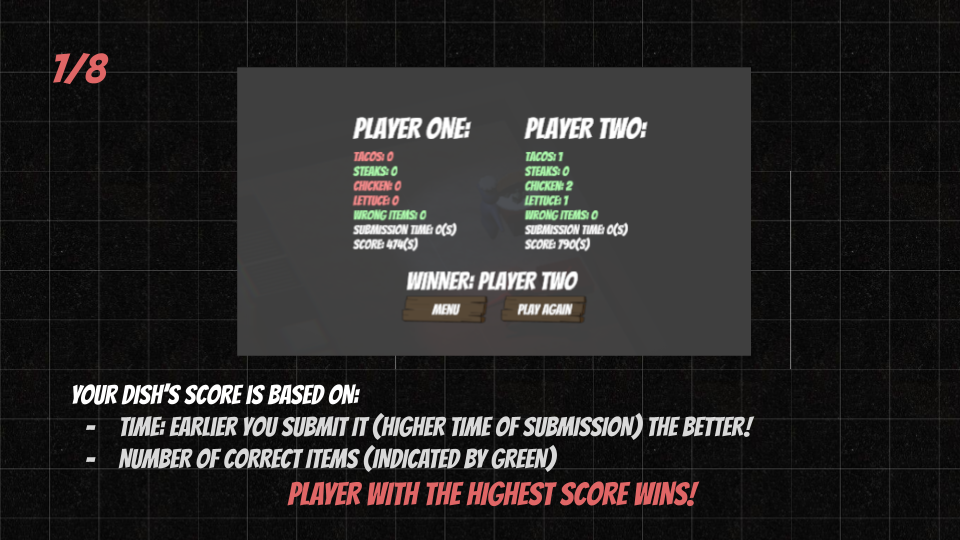 1/8
PLAYER ONE:
TACOS: 0
STEAKS: 0
CHICKEN: 0
LETTUCE: 0
WRONG ITEMS: 0
SUBMISSION TIME: 0(S)
SCORE: 474(S)
PLAYER TWO:
TACOS: 1
STEAKS: 0
CHICKEN: 2
LETTUCE: 1
WRONG ITEMS: 0
SUBMISSION TIME: 0(S)
SCORE: 790(S)
WINNER: PLAYER TWO
MENU
PLAY AGAIN
YOUR DISH'S SCORE IS BASED ON:
- TIME: EARLIER YOU SUBMIT IT (HIGHER TIME OF SUBMISSION) THE BETTER!
- NUMBER OF CORRECT ITEMS (INDICATED BY GREEN)
PLAYER WITH THE HIGHEST SCORE WINS!